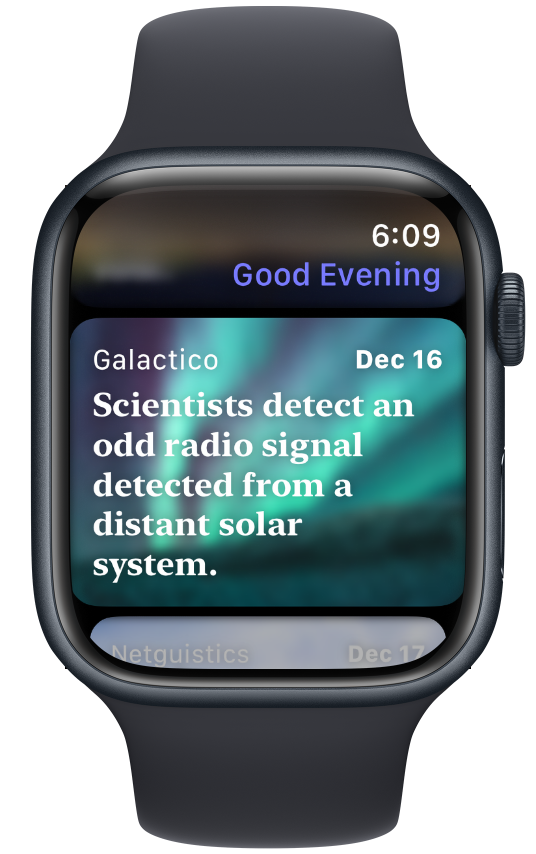 6:09
Good Evening
Galactico Dec 16
Scientists detect an
odd radio signal
detected from a
distant solar
system.
Netguistics Dec 17